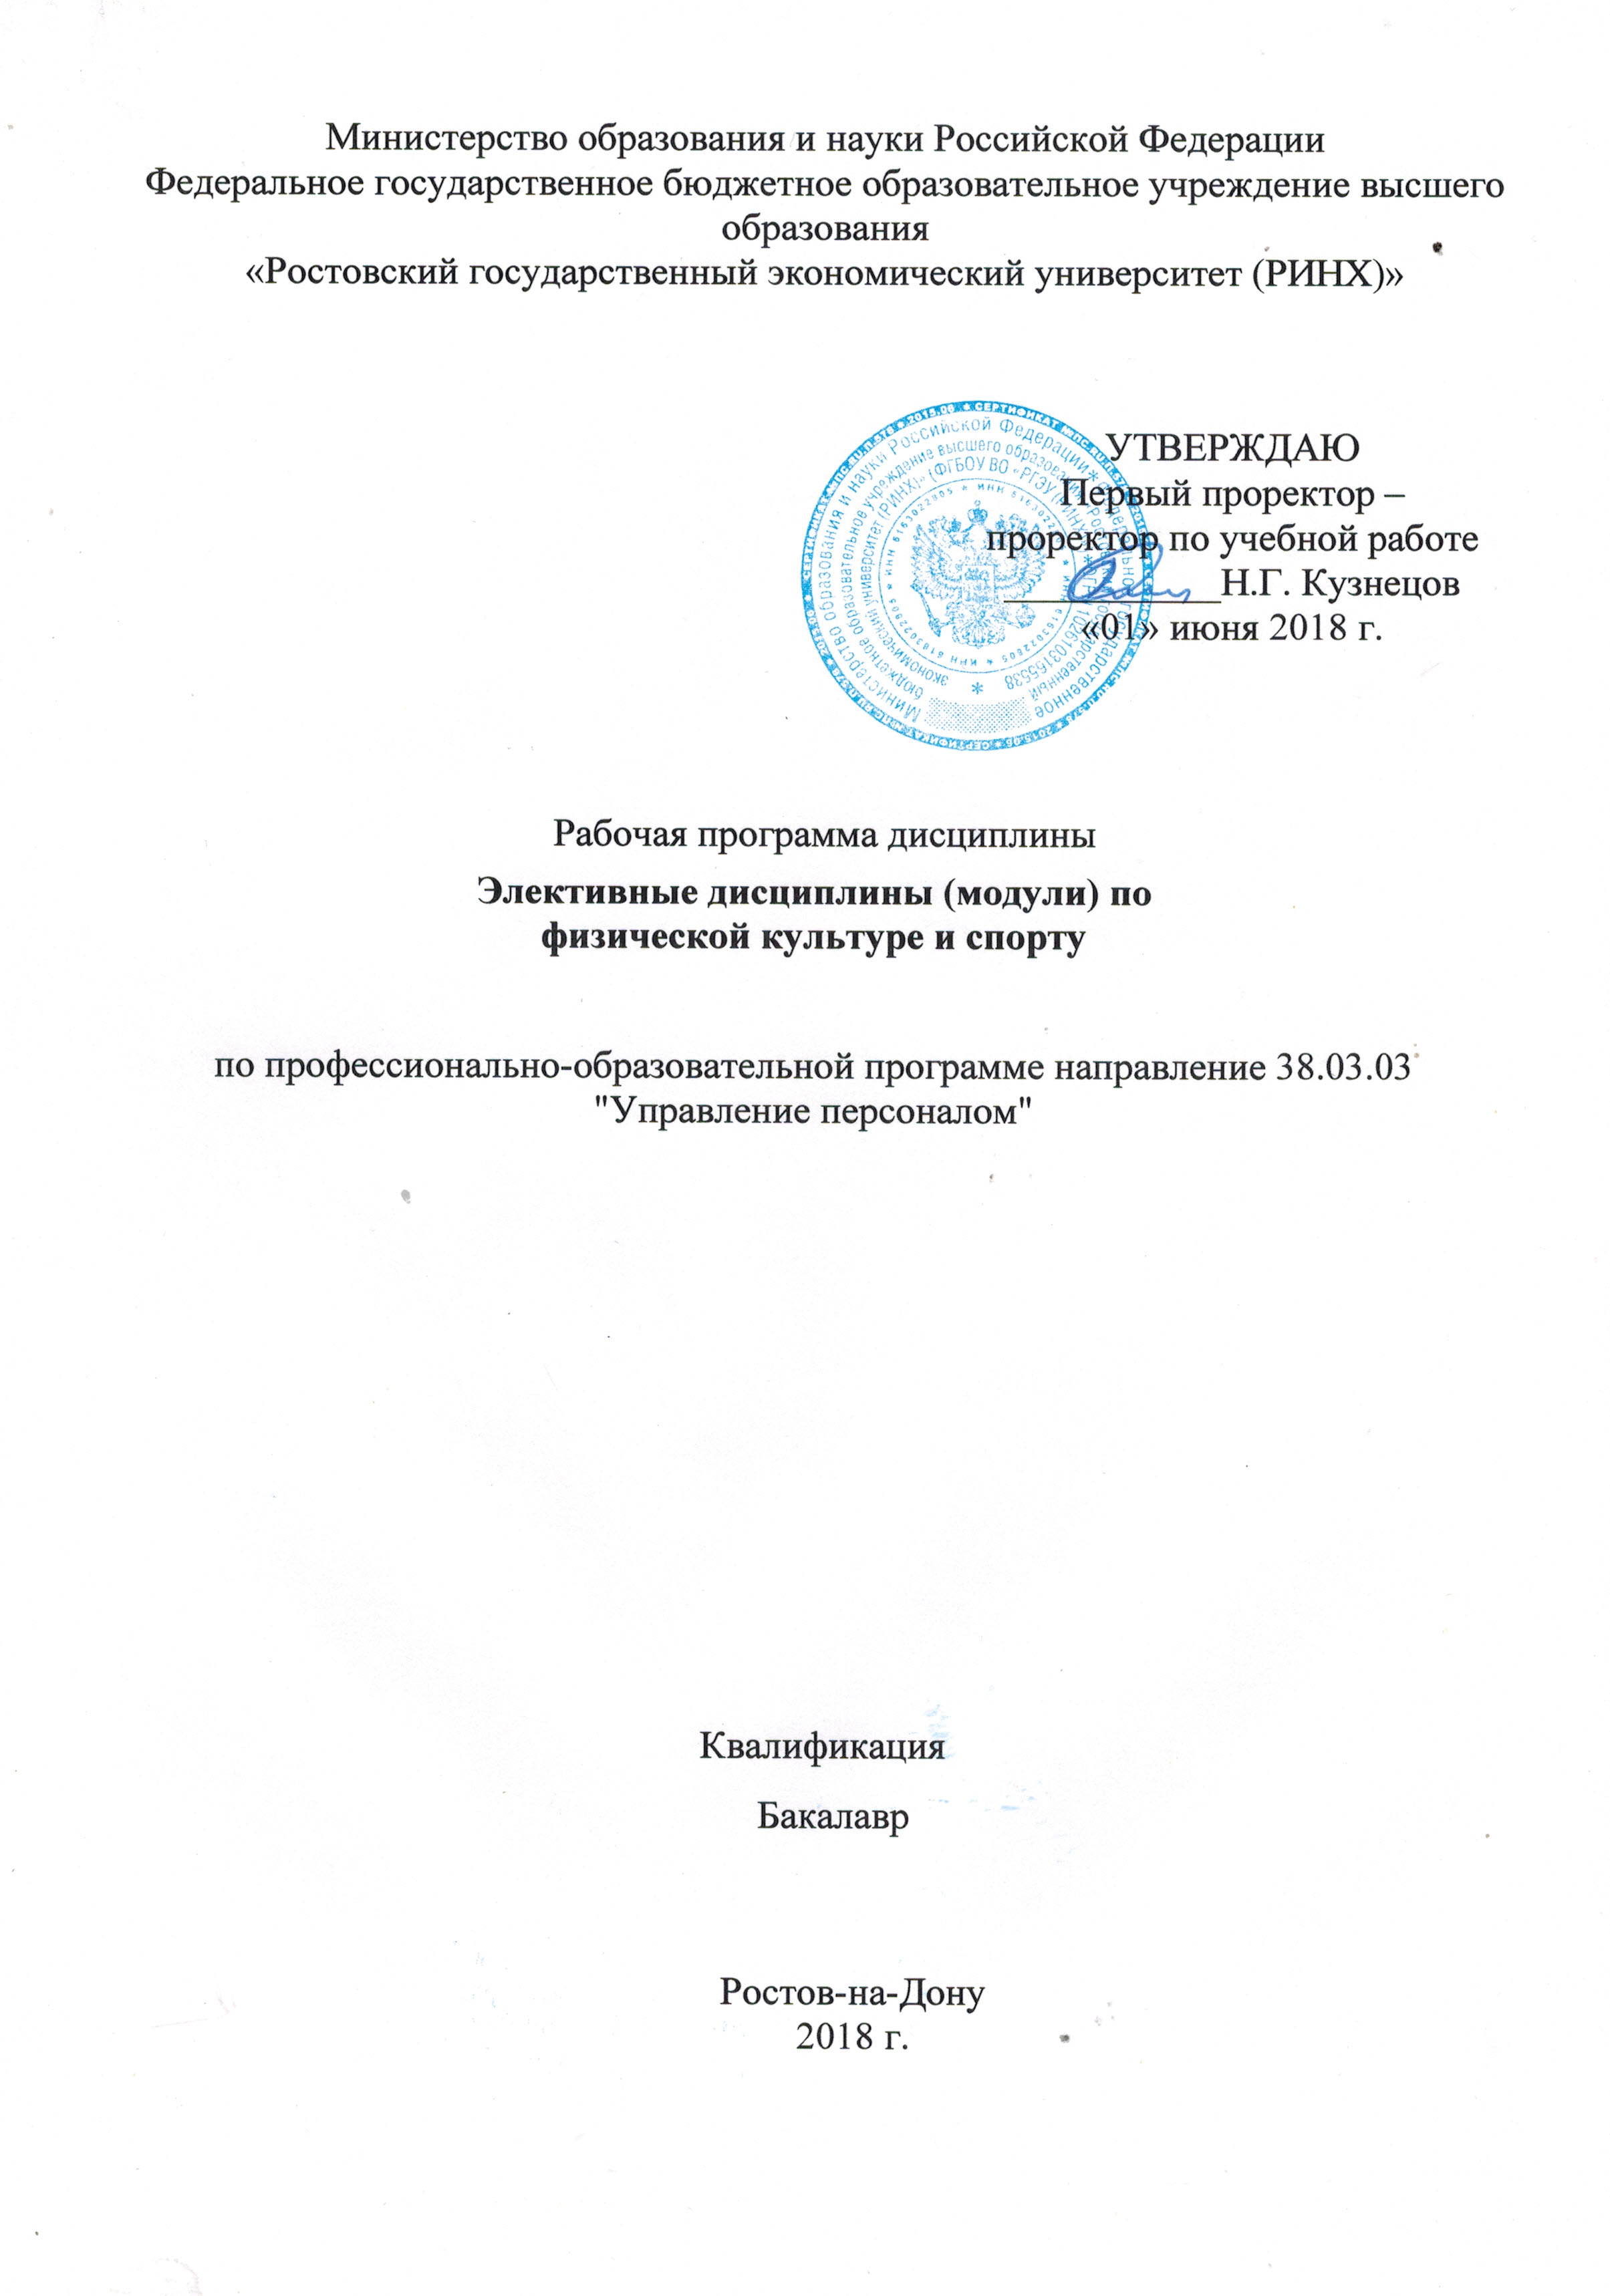 Министерство образования и науки Российской Федерации
Федеральное государственное бюджетное образовательное учреждение высшего
образования
«Ростовский государственный экономический университет (РИНХ)»
УТВЕРЖДАЮ
Первый проректор –
проректор по учебной работе
Н.Г. Кузнецов
«01» июня 2018 г.
Рабочая программа дисциплины
Элективные дисциплины (модули) по
физической культуре и спорту
по профессионально-образовательной программе направление 38.03.03
"Управление персоналом"
Квалификация
Бакалавр
Ростов-на-Дону
2018 г.